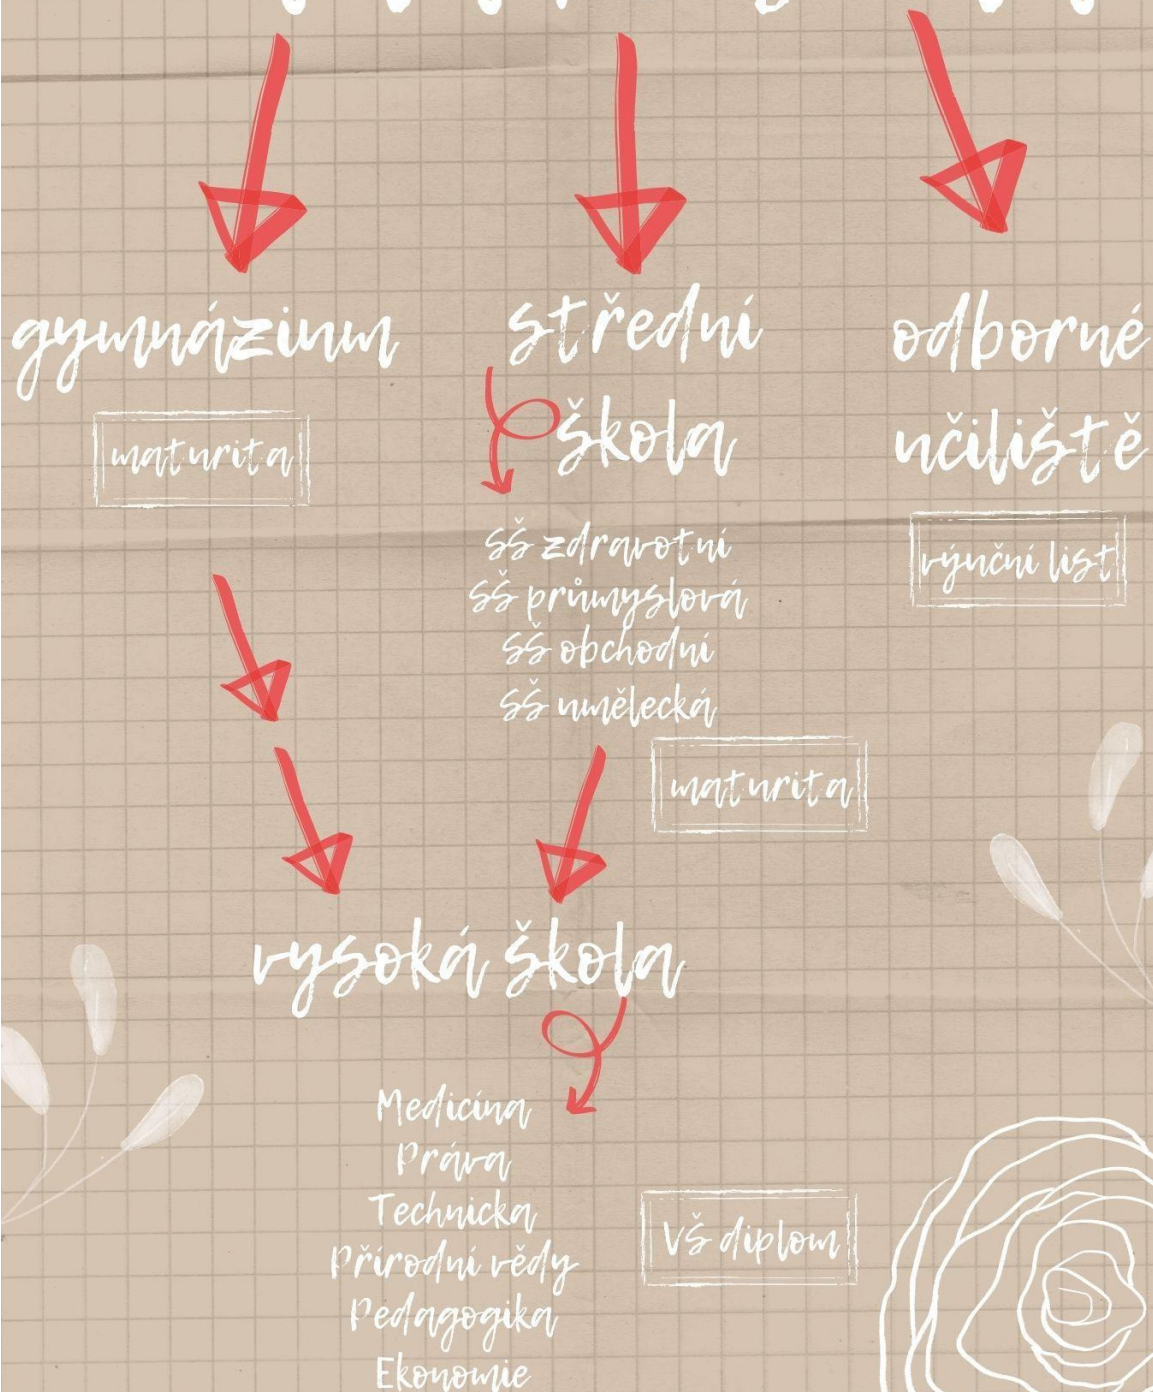 gymnázium
maturita
střední
škola
SŠ zdravotní
SŠ průmyslová
SŠ obchodní
SŠ umělecká
maturita
odborné
učiliště
výuční list
vysoká škola
Medicína
Práva
Technicka
Přírodní vědy
Pedagogika
Ekonomie
VŠ diplom